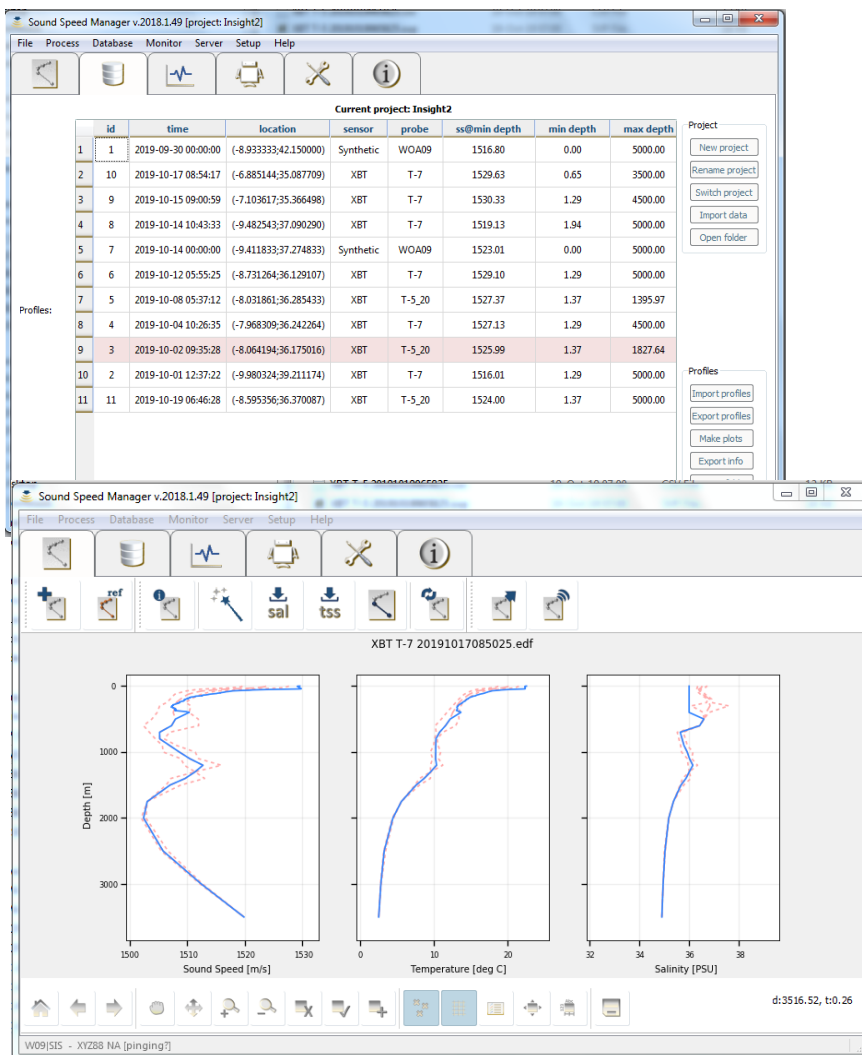 Sound Speed Manager v.2018.1.49 [project: Insight2]
File Process Database Monitor Server Setup Help
Current project: Insight2
id time location sensor probe ss@min depth min depth max depth
1 1 2019-09-30 00:00:00 (-8.933333;42.150000) Synthetic WOA09 1516.80 0.00 5000.00
2 10 2019-10-17 08:54:17 (-6.885144;35.087709) XBT T-7 1529.63 0.65 3500.00
3 9 2019-10-15 09:00:59 (-7.103617;35.366498) XBT T-7 1530.33 1.29 4500.00
4 8 2019-10-14 10:43:33 (-9.482543;37.090290) XBT T-7 1519.13 1.94 5000.00
5 7 2019-10-14 00:00:00 (-9.411833;37.274833) Synthetic WOA09 1523.01 0.00 5000.00
6 6 2019-10-12 05:55:25 (-8.731264;36.129107) XBT T-7 1529.10 1.29 5000.00
7 5 2019-10-08 05:37:12 (-8.031861;36.285433) XBT T-5_20 1527.37 1.37 1395.97
8 4 2019-10-04 10:26:35 (-7.968309;36.242264) XBT T-7 1527.13 1.29 4500.00
9 3 2019-10-02 09:35:28 (-8.064194;36.175016) XBT T-5_20 1525.99 1.37 1827.64
10 2 2019-10-01 12:37:22 (-9.980324;39.211174) XBT T-7 1516.01 1.29 5000.00
11 11 2019-10-19 06:46:28 (-8.595356;36.370087) XBT T-5_20 1524.00 1.37 5000.00
Profiles:
Project
New project
Rename project
Switch project
Import data
Open folder
Profiles
Import profiles
Export profiles
Make plots
Export info
Sound Speed Manager v.2018.1.49 [project: Insight2]
File Process Database Monitor Server Setup Help
ref
sal
tss
XBT T-7 20191017085025.edf
0
1000
2000
3000
Depth [m]
1500 1510 1520 1530
Sound Speed [m/s]
0 10 20
Temperature [deg C]
32 34 36 38
Salinity [PSU]
d:3516.52, t:0.26
W09|SIS - XYZ88 NA [pinging?]